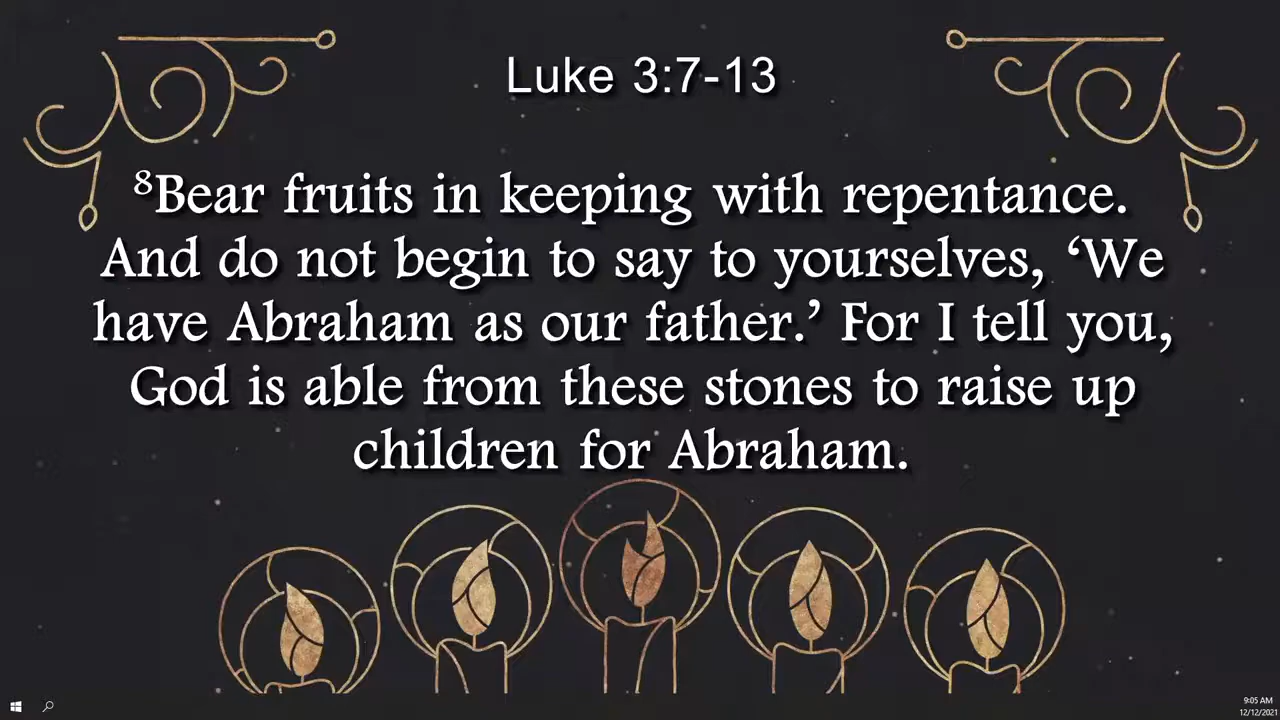 Luke 3:7-13
⁸Bear fruits in keeping with repentance.
And do not begin to say to yourselves, ‘We
have Abraham as our father.’ For I tell you,
God is able from these stones to raise up
children for Abraham.
9:05 AM
12/12/2021